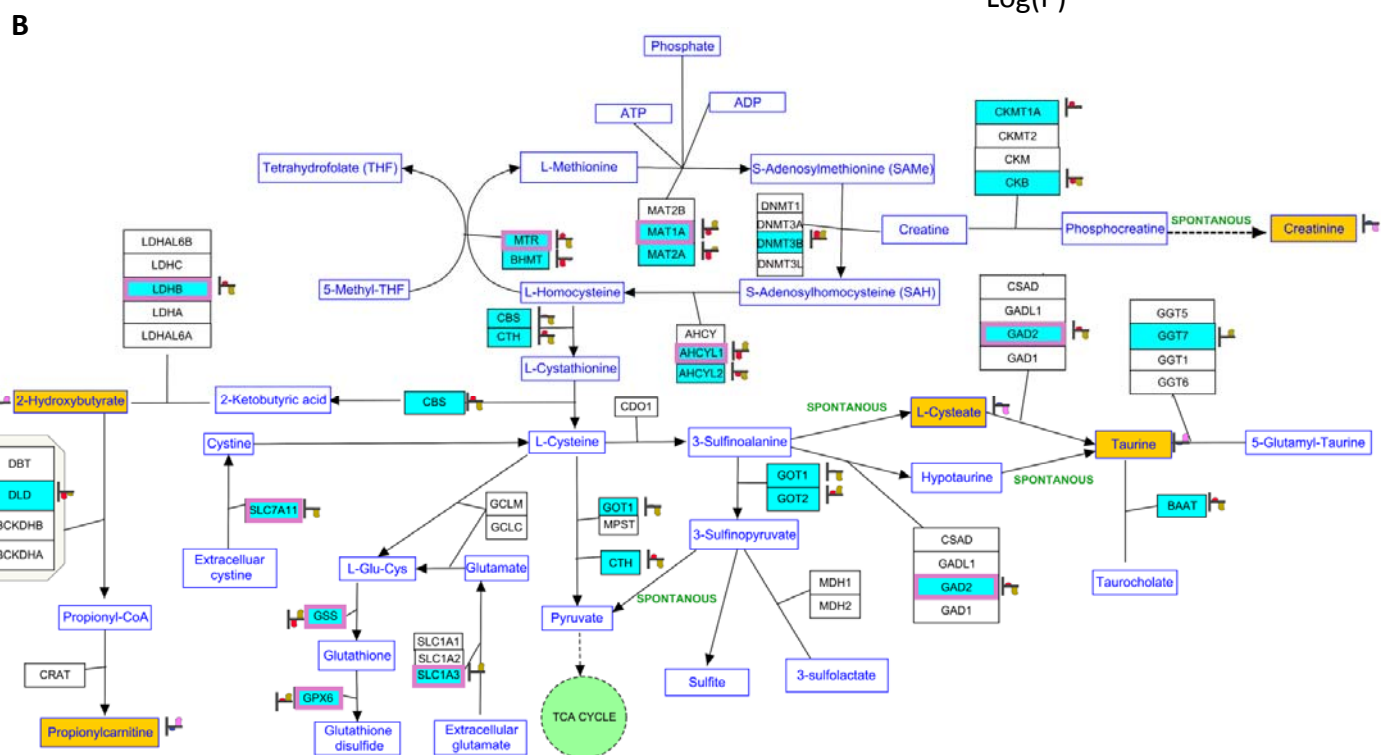 Log(P)
B
Phosphate
ATP
ADP
CKMT1A
CKMT2
CKM
CKB
Tetrahydrofolate (THF)
L-Methionine
S-Adenosylmethionine (SAMe)
MAT2B
MAT1A
MAT2A
DNMT1
DNMT3A
DNMT3B
DNMT3L
Creatine
Phosphocreatine
SPONTANOUS
Creatinine
MTR
BHMT
LDHAL6B
LDHC
LDHB
LDHA
LDHAL6A
5-Methyl-THF
L-Homocysteine
S-Adenosylhomocysteine (SAH)
CSAD
GADL1
GAD2
GAD1
GGT5
GGT7
GGT1
GGT6
CBS
CTH
AHCY
AHCYL1
AHCYL2
L-Cystathionine
2-Hydroxybutyrate
2-Ketobutyric acid
CBS
CDO1
SPONTANOUS
L-Cysteate
Cystine
L-Cysteine
3-Sulfinoalanine
Taurine
5-Glutamyl-Taurine
DBT
DLD
BCKDHB
BCKDHA
GOT1
GOT2
Hypotaurine
SPONTANOUS
SLC7A11
GCLM
GCLC
GOT1
MPST
BAAT
3-Sulfinopyruvate
CSAD
GADL1
GAD2
GAD1
Extracelluar
cystine
L-Glu-Cys
Glutamate
CTH
MDH1
MDH2
Taurocholate
SPONTANOUS
Propionyl-CoA
GSS
Pyruvate
SLC1A1
SLC1A2
SLC1A3
Glutathione
CRAT
Sulfite
3-sulfolactate
GPX6
TCA CYCLE
Propionylcarnitine
Glutathione
disulfide
Extracellular
glutamate